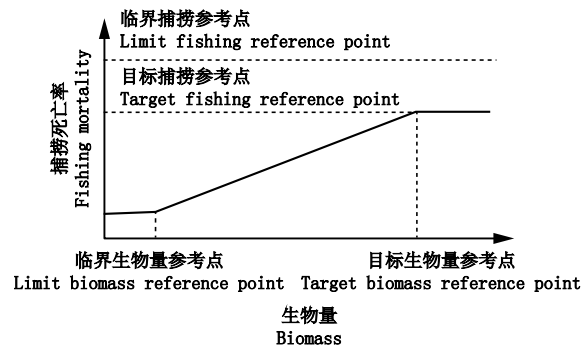 临界捕捞参考点
Limit fishing reference point
目标捕捞参考点
Target fishing reference point
捕捞死亡率
Fishing mortality
临界生物量参考点
Limit biomass reference point
目标生物量参考点
Target biomass reference point
生物量
Biomass